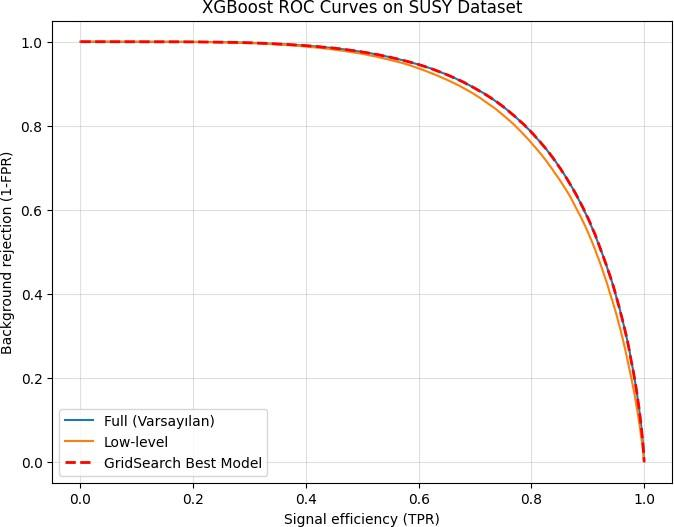 XGBoost ROC Curves on SUSY Dataset
Background rejection (1-FPR)
1.0
0.8
0.6
0.4
0.2
0.0
Full (Varsayılan)
Low-level
GridSearch Best Model
0.0 0.2 0.4 0.6 0.8 1.0
Signal efficiency (TPR)